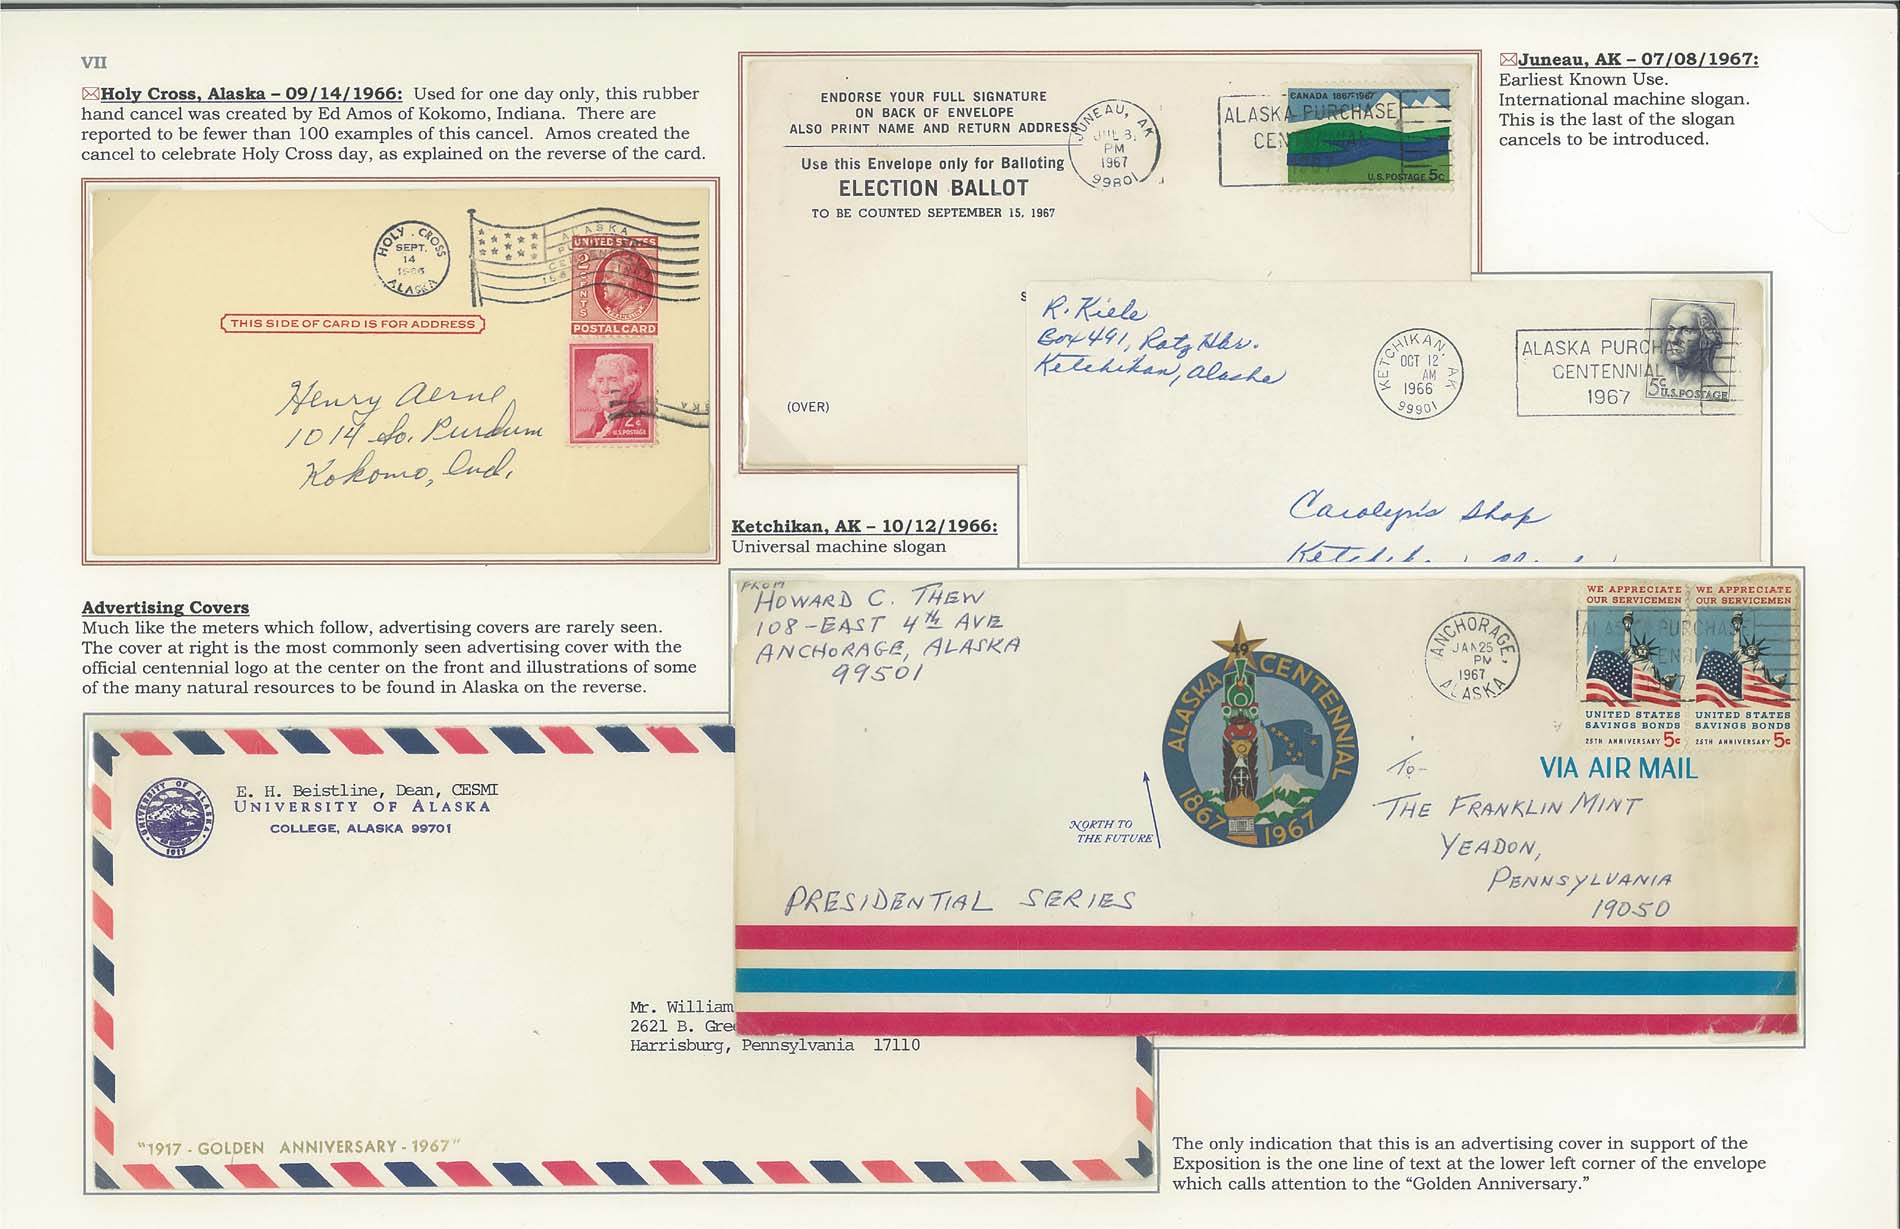 VII
Holy Cross, Alaska – 09/14/1966: Used for one day only, this rubber
hand cancel was created by Ed Amos of Kokomo, Indiana. There are
reported to be fewer than 100 examples of this cancel. Amos created the
cancel to celebrate Holy Cross day, as explained on the reverse of the card.
HOLY CROSS
SEPT.
14
1966
ALASKA
ALASKA
UNITED STATES
2 CENTS
POSTAL CARD
THIS SIDE OF CARD IS FOR ADDRESS
2¢
U.S. POSTAGE
Henry Aerne
1014 So. Purdum
Kokomo, Ind.
ENDORSE YOUR FULL SIGNATURE
ON BACK OF ENVELOPE
ALSO PRINT NAME AND RETURN ADDRESS
Use this Envelope only for Balloting
ELECTION BALLOT
TO BE COUNTED SEPTEMBER 15, 1967
(OVER)
JUNEAU, AK
JUL 8
PM
1967
99801
ALASKA PURCHASE
CENTENNIAL
1967
CANADA 1867-1967
U.S. POSTAGE 5c
Juneau, AK – 07/08/1967:
Earliest Known Use.
International machine slogan.
This is the last of the slogan
cancels to be introduced.
R. Kiele
Box 491, Ratz Hbr.
Ketchikan, Alaska
KETCHIKAN, AK
OCT 12
AM
1966
99901
ALASKA PURCHA
CENTENNIAL
1967
5c
U.S. POSTAGE
Carolyn's Shop
Ketchikan, Alaska
Ketchikan, AK – 10/12/1966:
Universal machine slogan
Advertising Covers
Much like the meters which follow, advertising covers are rarely seen.
The cover at right is the most commonly seen advertising cover with the
official centennial logo at the center on the front and illustrations of some
of the many natural resources to be found in Alaska on the reverse.
FROM
HOWARD C. THEW
108-EAST 4th AVE
ANCHORAGE, ALASKA
99501
49
ALASKA CENTENNIAL
1867 1967
NORTH TO
THE FUTURE
ANCHORAGE,
JAN 25
PM
1967
ALASKA
ALASKA PURCHASE
WE APPRECIATE
OUR SERVICEMEN
UNITED STATES
SAVINGS BONDS
25TH ANNIVERSARY 5c
WE APPRECIATE
OUR SERVICEMEN
UNITED STATES
SAVINGS BONDS
25TH ANNIVERSARY 5c
VIA AIR MAIL
To-
THE FRANKLIN MINT
YEADON,
PENNSYLVANIA
19050
PRESIDENTIAL SERIES
UNIVERSITY OF ALASKA
1917
E. H. Beistline, Dean, CESMI
UNIVERSITY OF ALASKA
COLLEGE, ALASKA 99701
Mr. William
2621 B. Gree
Harrisburg, Pennsylvania 17110
"1917 - GOLDEN ANNIVERSARY - 1967"
The only indication that this is an advertising cover in support of the
Exposition is the one line of text at the lower left corner of the envelope
which calls attention to the “Golden Anniversary.”